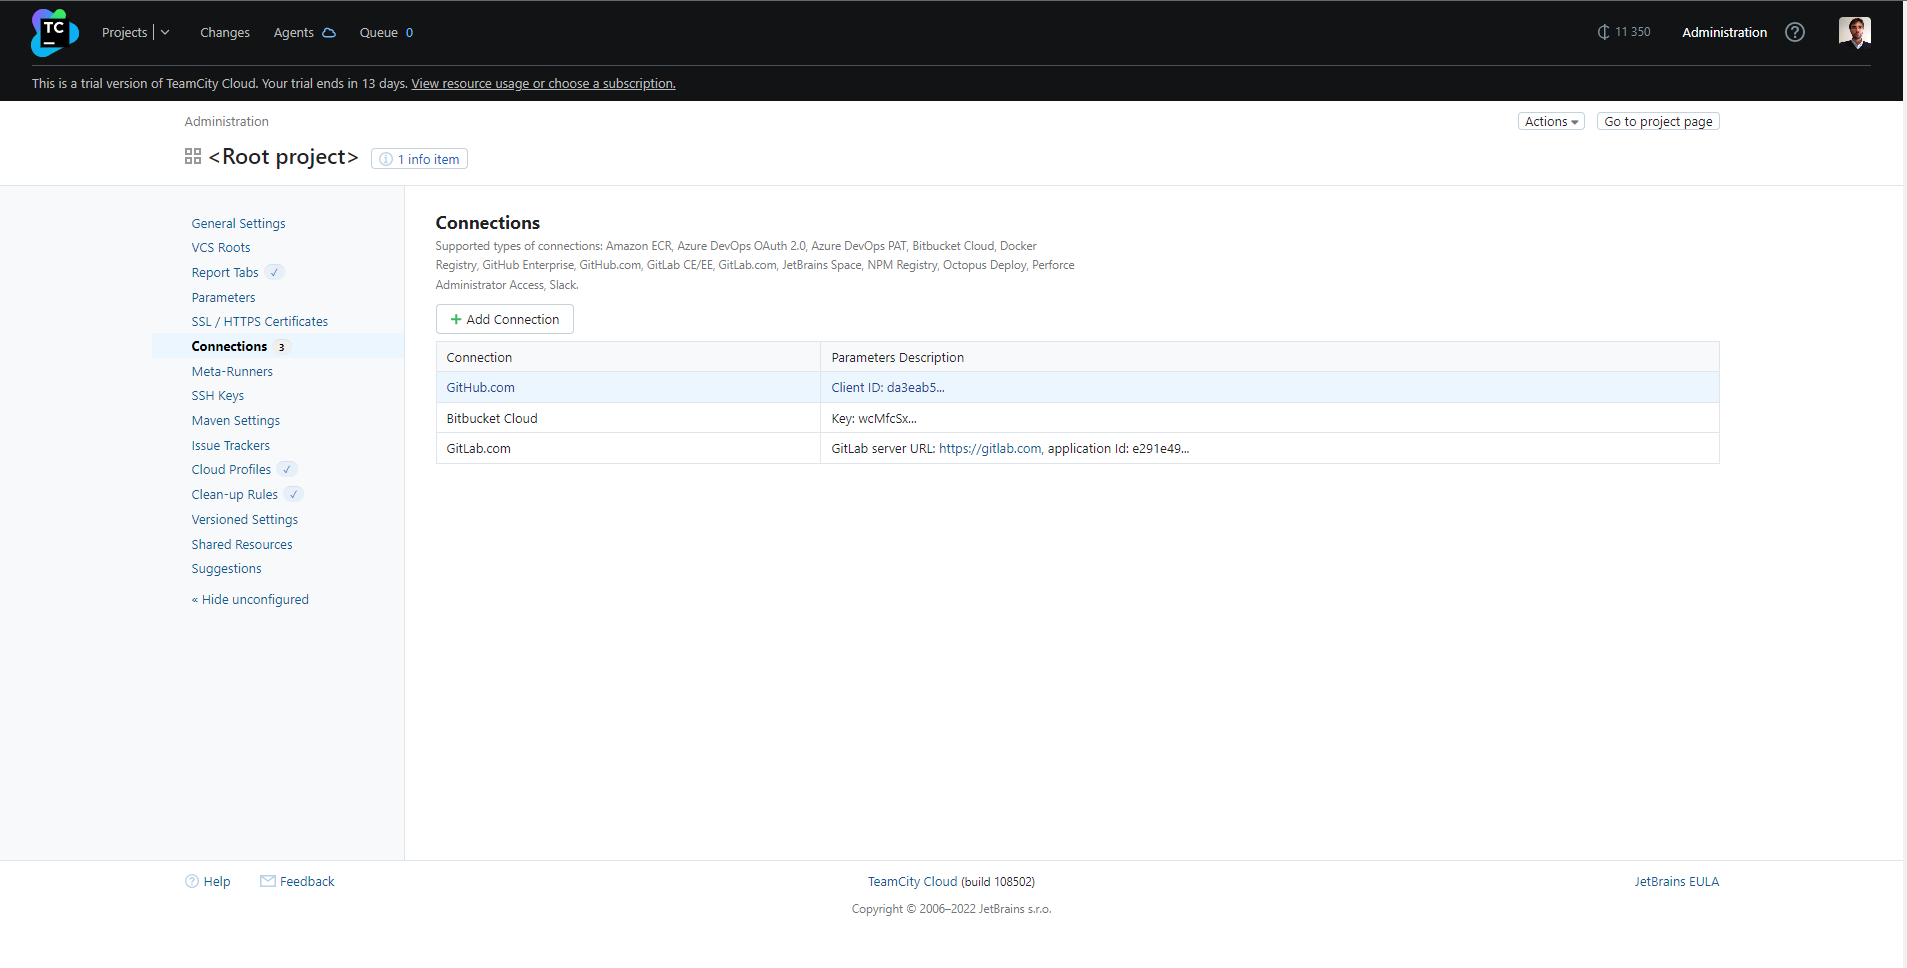 TC
Projects
Changes
Agents
Queue 0
11 350
Administration
This is a trial version of TeamCity Cloud. Your trial ends in 13 days. View resource usage or choose a subscription.
Administration
Actions
Go to project page
<Root project>
1 info item
General Settings
VCS Roots
Report Tabs
Parameters
SSL / HTTPS Certificates
Connections 3
Meta-Runners
SSH Keys
Maven Settings
Issue Trackers
Cloud Profiles
Clean-up Rules
Versioned Settings
Shared Resources
Suggestions
« Hide unconfigured
Connections
Supported types of connections: Amazon ECR, Azure DevOps OAuth 2.0, Azure DevOps PAT, Bitbucket Cloud, Docker
Registry, GitHub Enterprise, GitHub.com, GitLab CE/EE, GitLab.com, JetBrains Space, NPM Registry, Octopus Deploy, Perforce
Administrator Access, Slack.
+ Add Connection
Connection Parameters Description
GitHub.com Client ID: da3eab5...
Bitbucket Cloud Key: wcMfcSx...
GitLab.com GitLab server URL: https://gitlab.com, application Id: e291e49...
Help
Feedback
TeamCity Cloud (build 108502)
JetBrains EULA
Copyright © 2006–2022 JetBrains s.r.o.